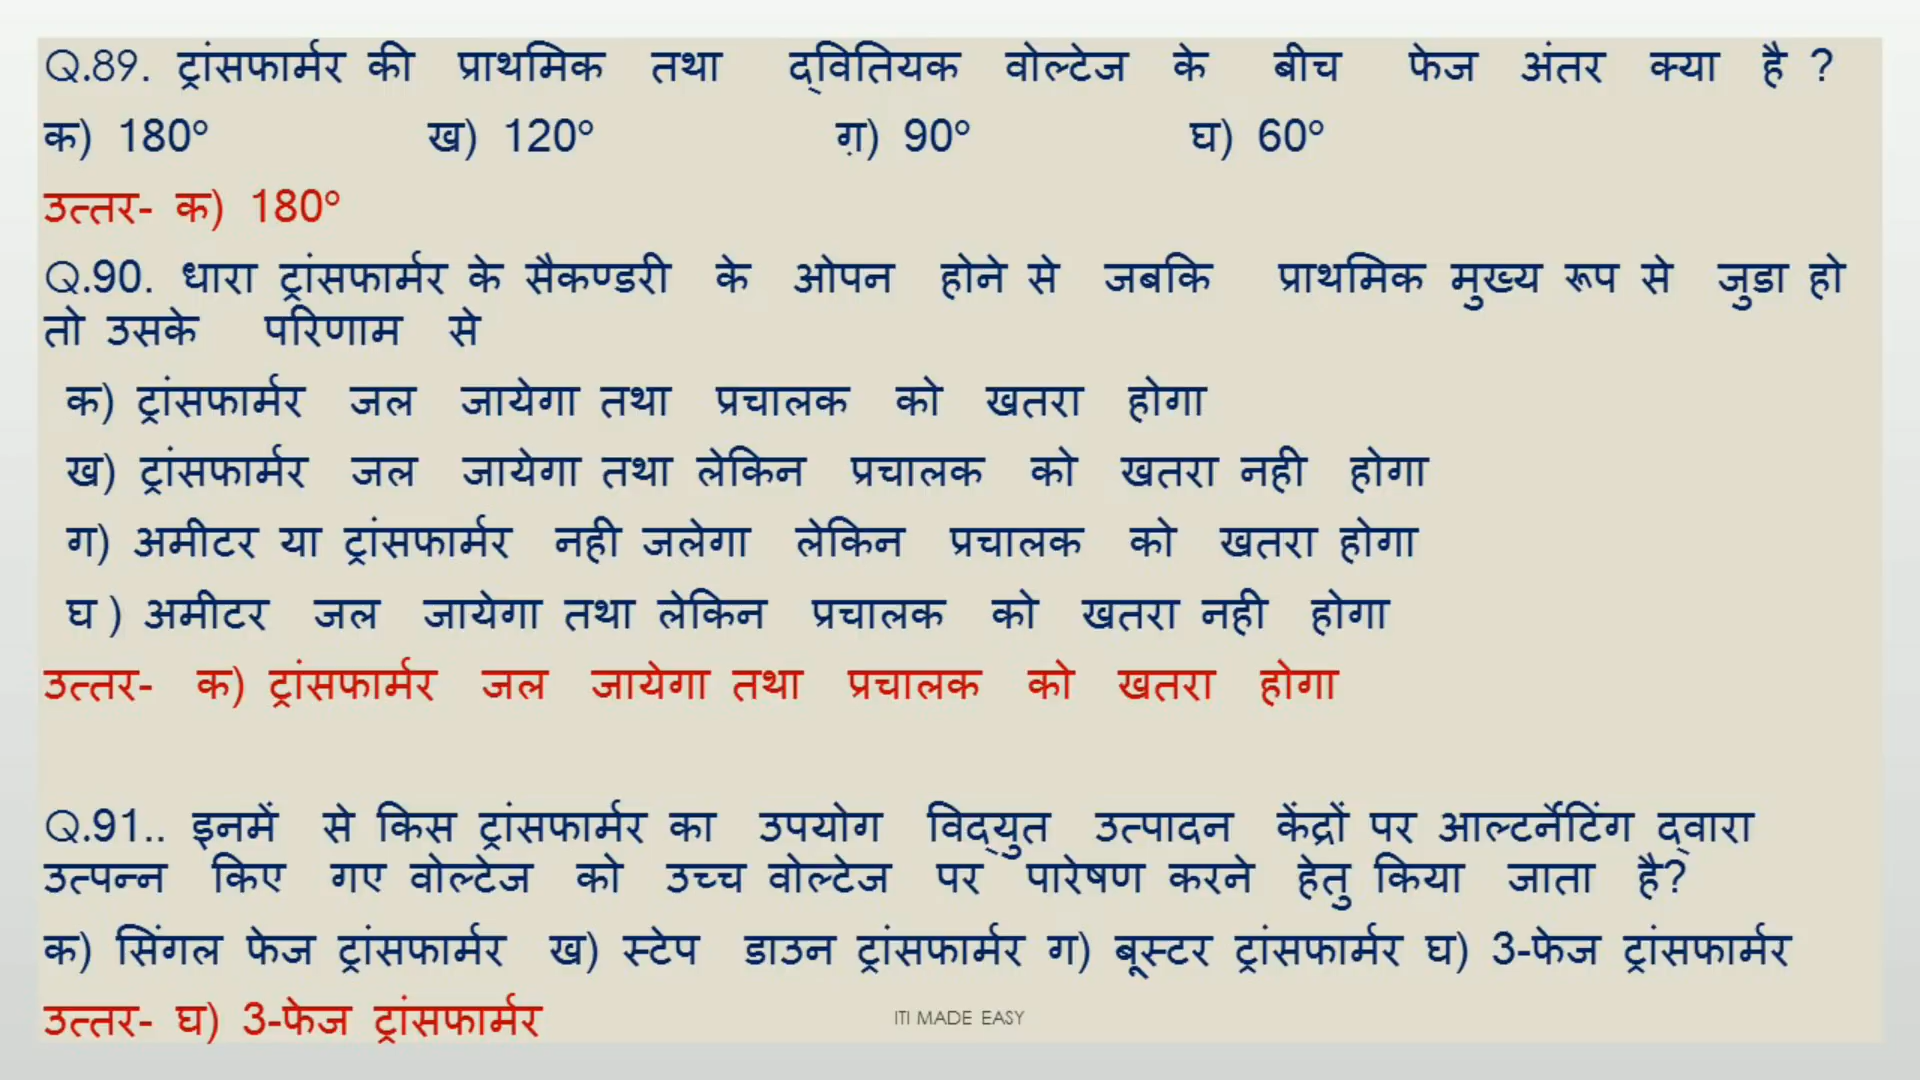 Q.89. ट्रांसफार्मर की प्राथमिक तथा द्वितियक वोल्टेज के बीच फेज अंतर क्या है ?
क) 180° ख) 120° ग़) 90° घ) 60°
उत्तर- क) 180°
Q.90. धारा ट्रांसफार्मर के सैकण्डरी के ओपन होने से जबकि प्राथमिक मुख्य रूप से जुडा हो
तो उसके परिणाम से
क) ट्रांसफार्मर जल जायेगा तथा प्रचालक को खतरा होगा
ख) ट्रांसफार्मर जल जायेगा तथा लेकिन प्रचालक को खतरा नही होगा
ग) अमीटर या ट्रांसफार्मर नही जलेगा लेकिन प्रचालक को खतरा होगा
घ ) अमीटर जल जायेगा तथा लेकिन प्रचालक को खतरा नही होगा
उत्तर- क) ट्रांसफार्मर जल जायेगा तथा प्रचालक को खतरा होगा
Q.91.. इनमें से किस ट्रांसफार्मर का उपयोग विद्युत उत्पादन केंद्रों पर आल्टर्नेटिंग द्वारा
उत्पन्न किए गए वोल्टेज को उच्च वोल्टेज पर पारेषण करने हेतु किया जाता है?
क) सिंगल फेज ट्रांसफार्मर ख) स्टेप डाउन ट्रांसफार्मर ग) बूस्टर ट्रांसफार्मर घ) 3-फेज ट्रांसफार्मर
उत्तर- घ) 3-फेज ट्रांसफार्मर
ITI MADE EASY